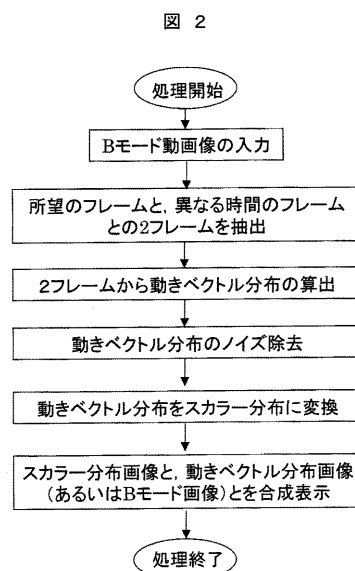 図 2
処理開始
Bモード動画像の入力
所望のフレームと, 異なる時間のフレーム
との2フレームを抽出
2フレームから動きベクトル分布の算出
動きベクトル分布のノイズ除去
動きベクトル分布をスカラー分布に変換
スカラー分布画像と, 動きベクトル分布画像
(あるいはBモード画像)とを合成表示
処理終了